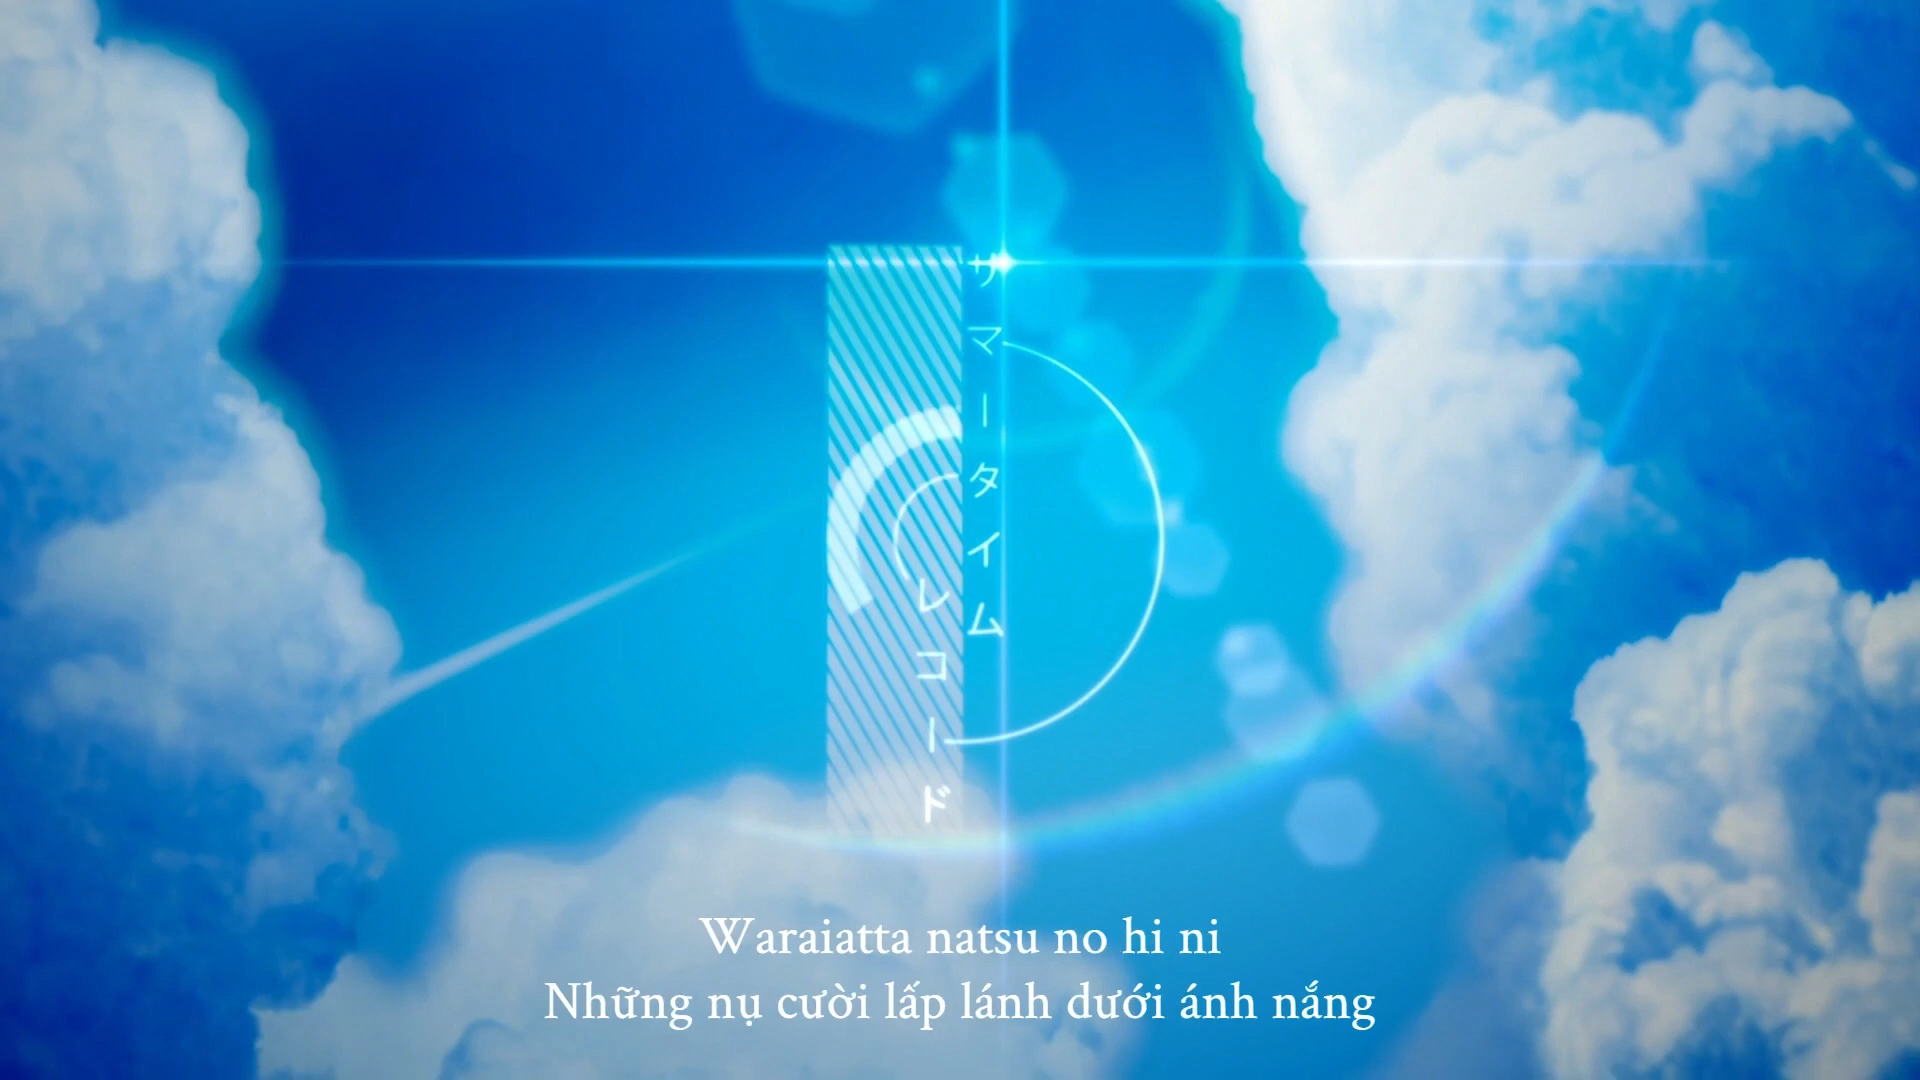 サマータイム
レコード
Waraiatta natsu no hi ni
Những nụ cười lấp lánh dưới ánh nắng